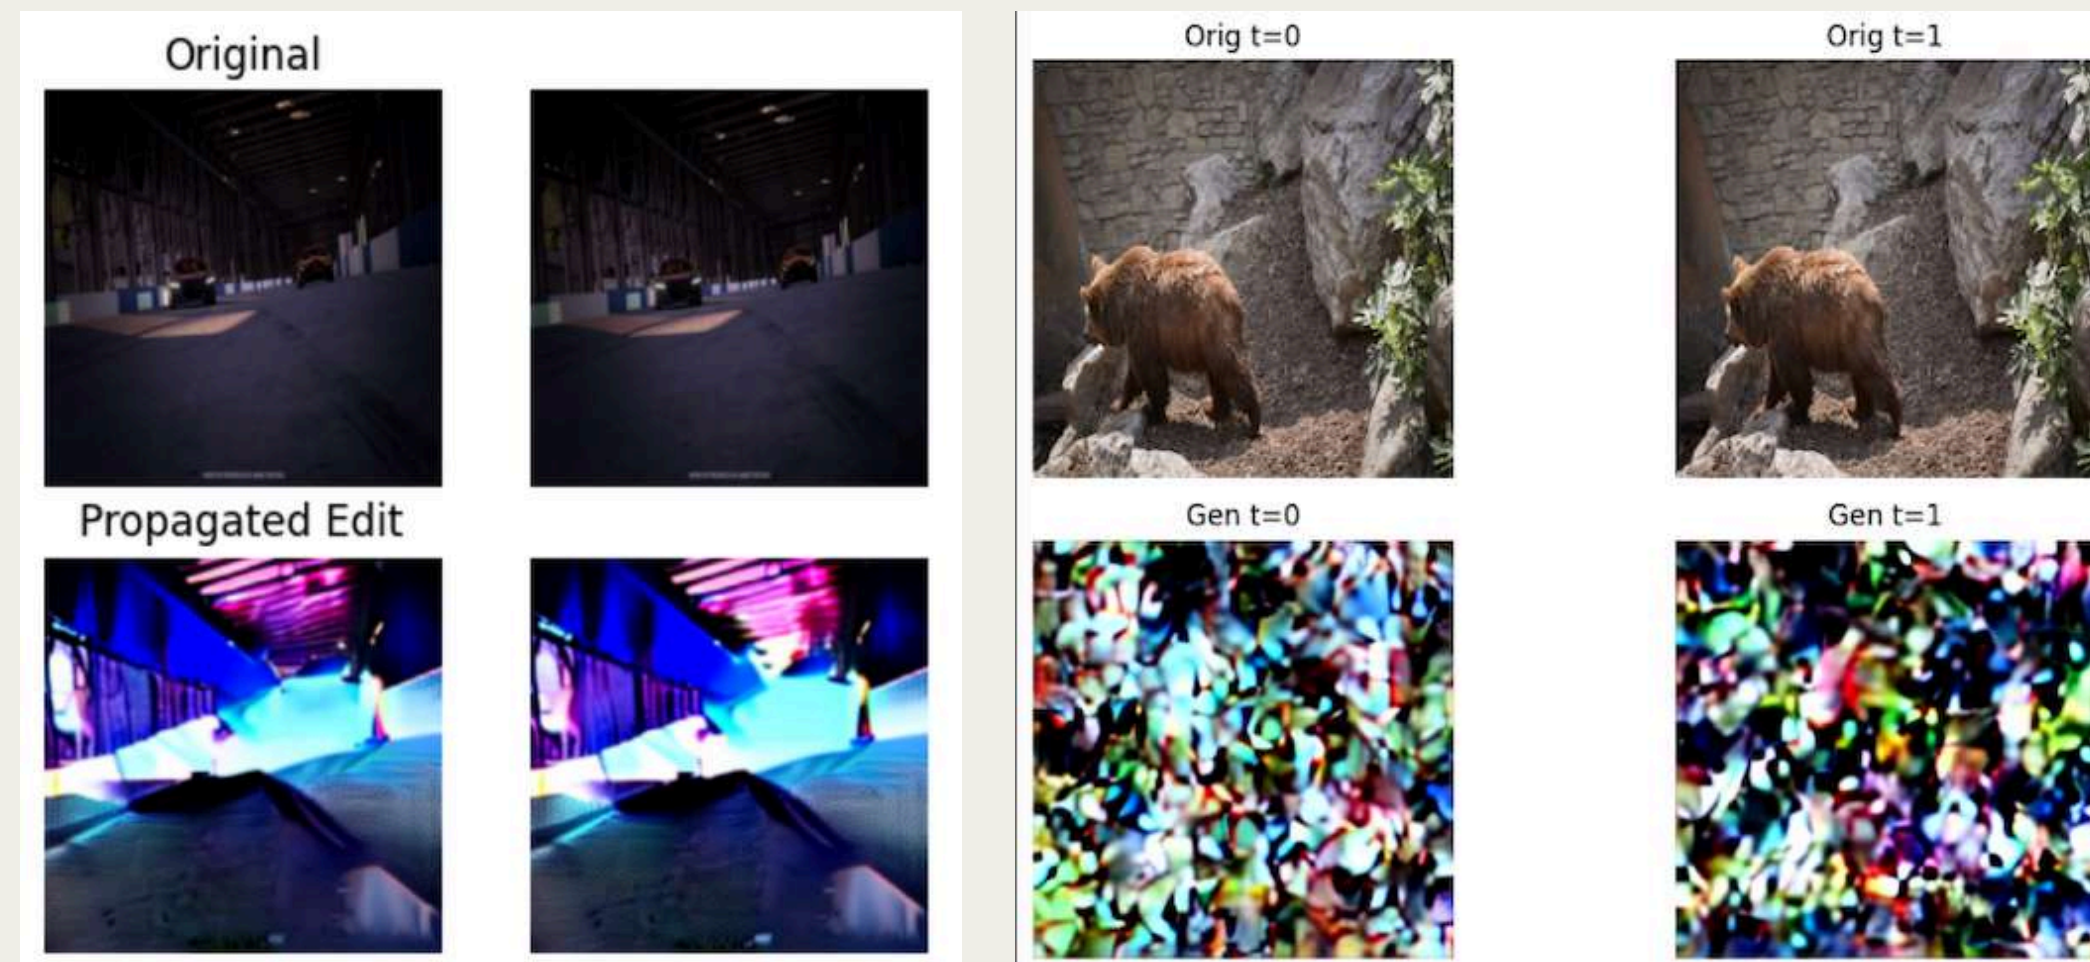 Original
Propagated Edit
Orig t=0
Orig t=1
Gen t=0
Gen t=1